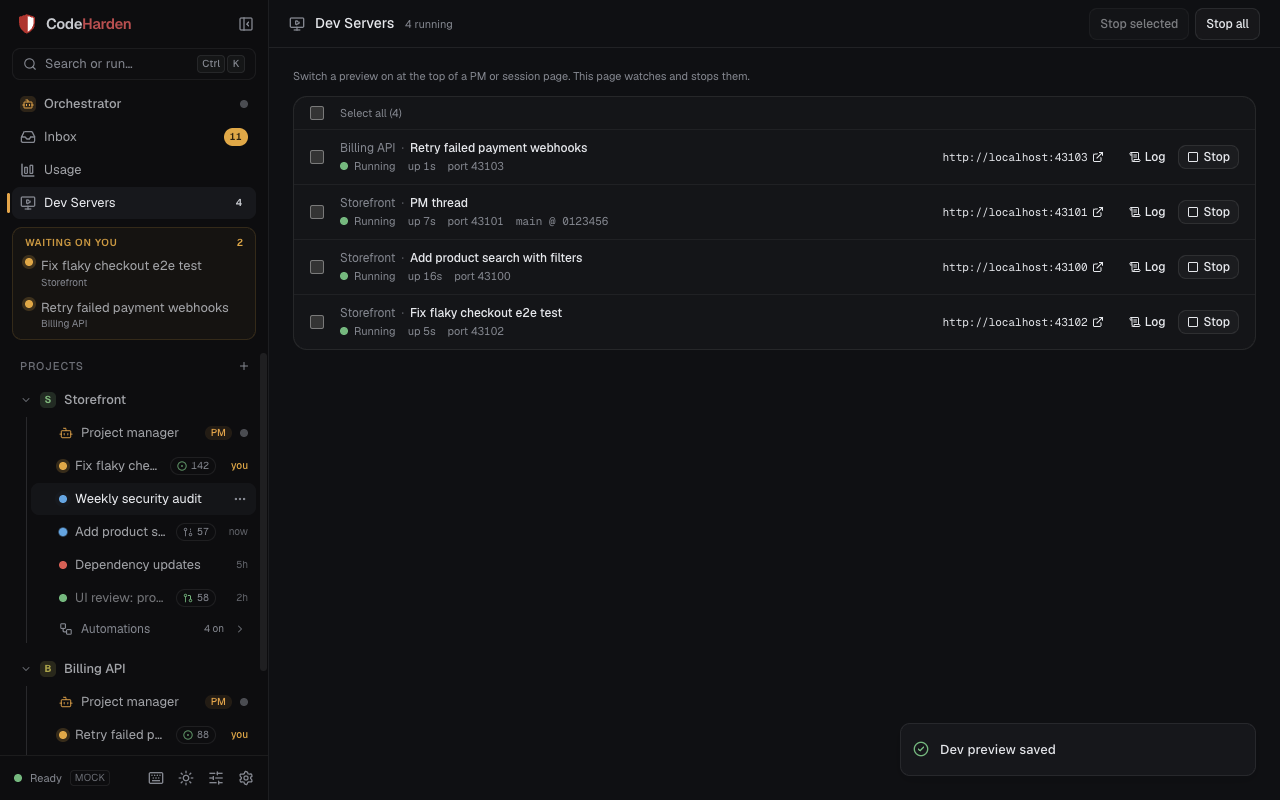 CodeHarden
Search or run…
Ctrl K
Orchestrator
Inbox 11
Usage
Dev Servers 4
WAITING ON YOU 2
Fix flaky checkout e2e test
Storefront
Retry failed payment webhooks
Billing API
PROJECTS
S Storefront
Project manager PM
Fix flaky che… 142 you
Weekly security audit
Add product s… 57 now
Dependency updates 5h
UI review: pro… 58 2h
Automations 4 on
B Billing API
Project manager PM
Retry failed p… 88 you
Ready MOCK
Dev Servers 4 running
Stop selected
Stop all
Switch a preview on at the top of a PM or session page. This page watches and stops them.
Select all (4)
Billing API · Retry failed payment webhooks
Running up 1s port 43103
http://localhost:43103 Log Stop
Storefront · PM thread
Running up 7s port 43101 main @ 0123456
http://localhost:43101 Log Stop
Storefront · Add product search with filters
Running up 16s port 43100
http://localhost:43100 Log Stop
Storefront · Fix flaky checkout e2e test
Running up 5s port 43102
http://localhost:43102 Log Stop
Dev preview saved